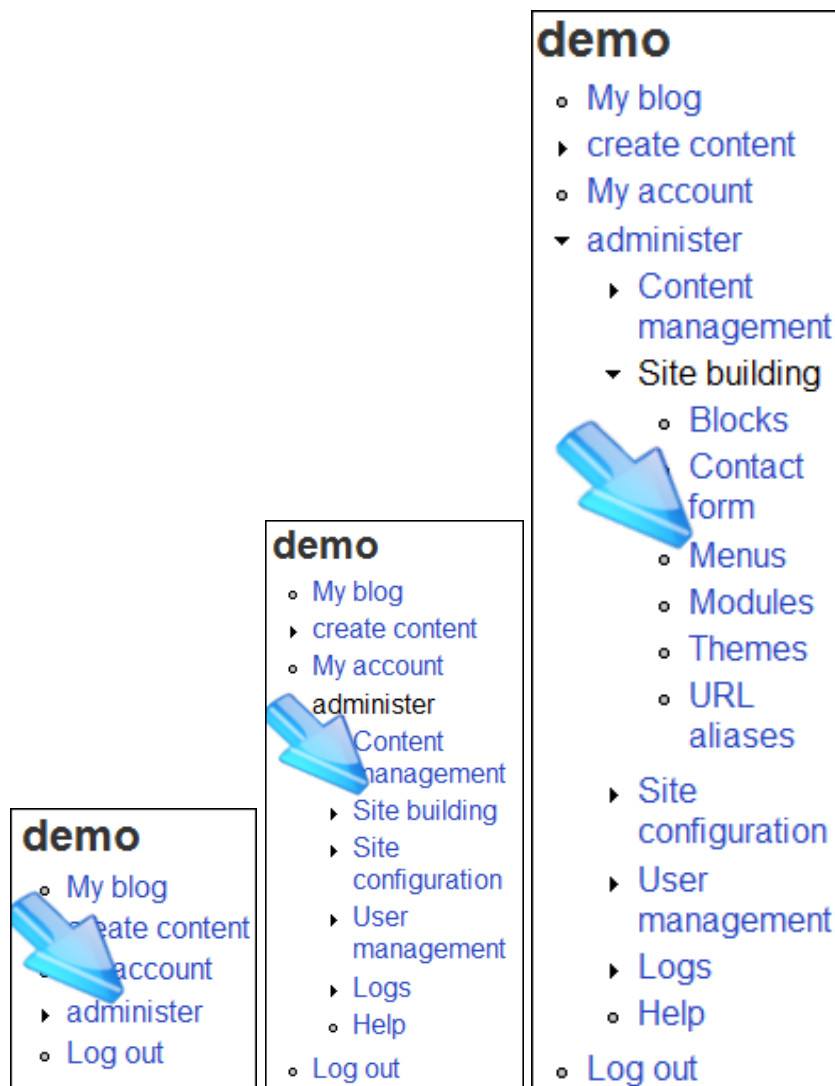 demo
My blog
create content
account
administer
Log out
demo
My blog
create content
My account
administer
Content
management
Site building
Site
configuration
User
management
Logs
Help
Log out
demo
My blog
create content
My account
administer
Content
management
Site building
Blocks
Contact
form
Menus
Modules
Themes
URL
aliases
Site
configuration
User
management
Logs
Help
Log out